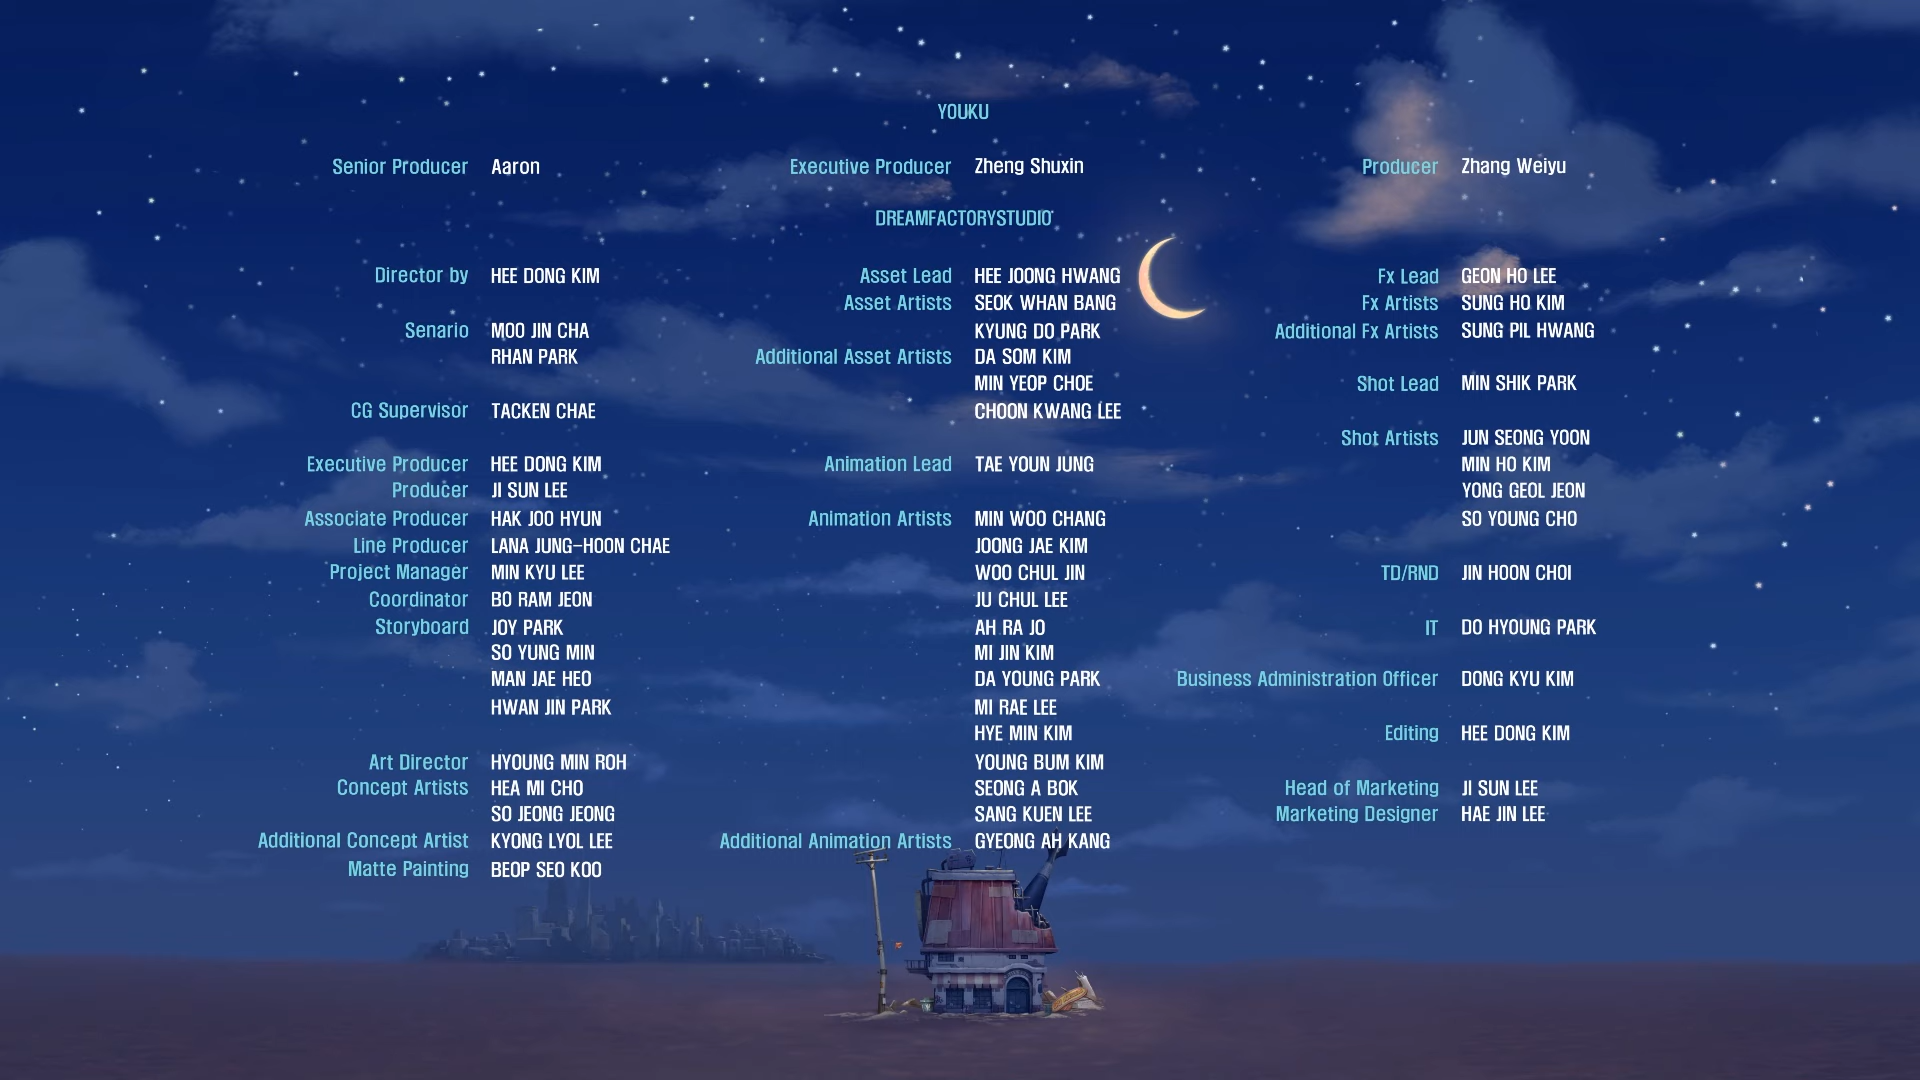 YOUKU
Senior Producer Aaron
Executive Producer Zheng Shuxin
Producer Zhang Weiyu
DREAMFACTORYSTUDIO
Director by HEE DONG KIM
Senario MOO JIN CHA
RHAN PARK
CG Supervisor TACKEN CHAE
Executive Producer HEE DONG KIM
Producer JI SUN LEE
Associate Producer HAK JOO HYUN
Line Producer LANA JUNG-HOON CHAE
Project Manager MIN KYU LEE
Coordinator BO RAM JEON
Storyboard JOY PARK
SO YUNG MIN
MAN JAE HEO
HWAN JIN PARK
Art Director HYOUNG MIN ROH
Concept Artists HEA MI CHO
SO JEONG JEONG
Additional Concept Artist KYONG LYOL LEE
Matte Painting BEOP SEO KOO
Asset Lead HEE JOONG HWANG
Asset Artists SEOK WHAN BANG
KYUNG DO PARK
Additional Asset Artists DA SOM KIM
MIN YEOP CHOE
CHOON KWANG LEE
Animation Lead TAE YOUN JUNG
Animation Artists MIN WOO CHANG
JOONG JAE KIM
WOO CHUL JIN
JU CHUL LEE
AH RA JO
MI JIN KIM
DA YOUNG PARK
MI RAE LEE
HYE MIN KIM
YOUNG BUM KIM
SEONG A BOK
SANG KUEN LEE
Additional Animation Artists GYEONG AH KANG
Fx Lead GEON HO LEE
Fx Artists SUNG HO KIM
Additional Fx Artists SUNG PIL HWANG
Shot Lead MIN SHIK PARK
Shot Artists JUN SEONG YOON
MIN HO KIM
YONG GEOL JEON
SO YOUNG CHO
TD/RND JIN HOON CHOI
IT DO HYOUNG PARK
Business Administration Officer DONG KYU KIM
Editing HEE DONG KIM
Head of Marketing JI SUN LEE
Marketing Designer HAE JIN LEE